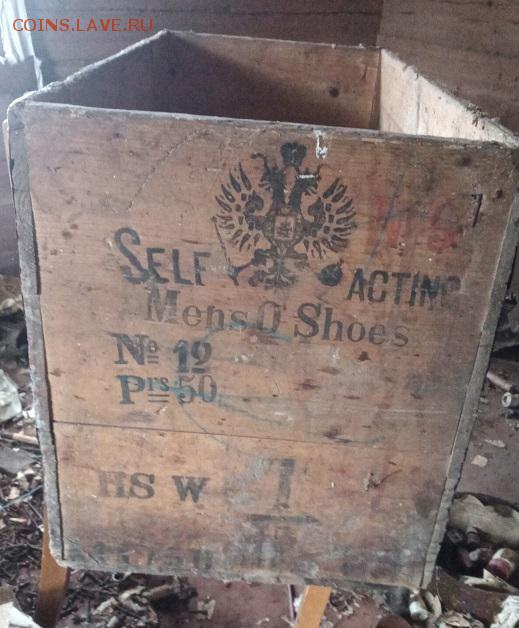 COINS.LAVE.RU
SELF ACTING
Mens O Shoes
No 12
Prs 50
HS W